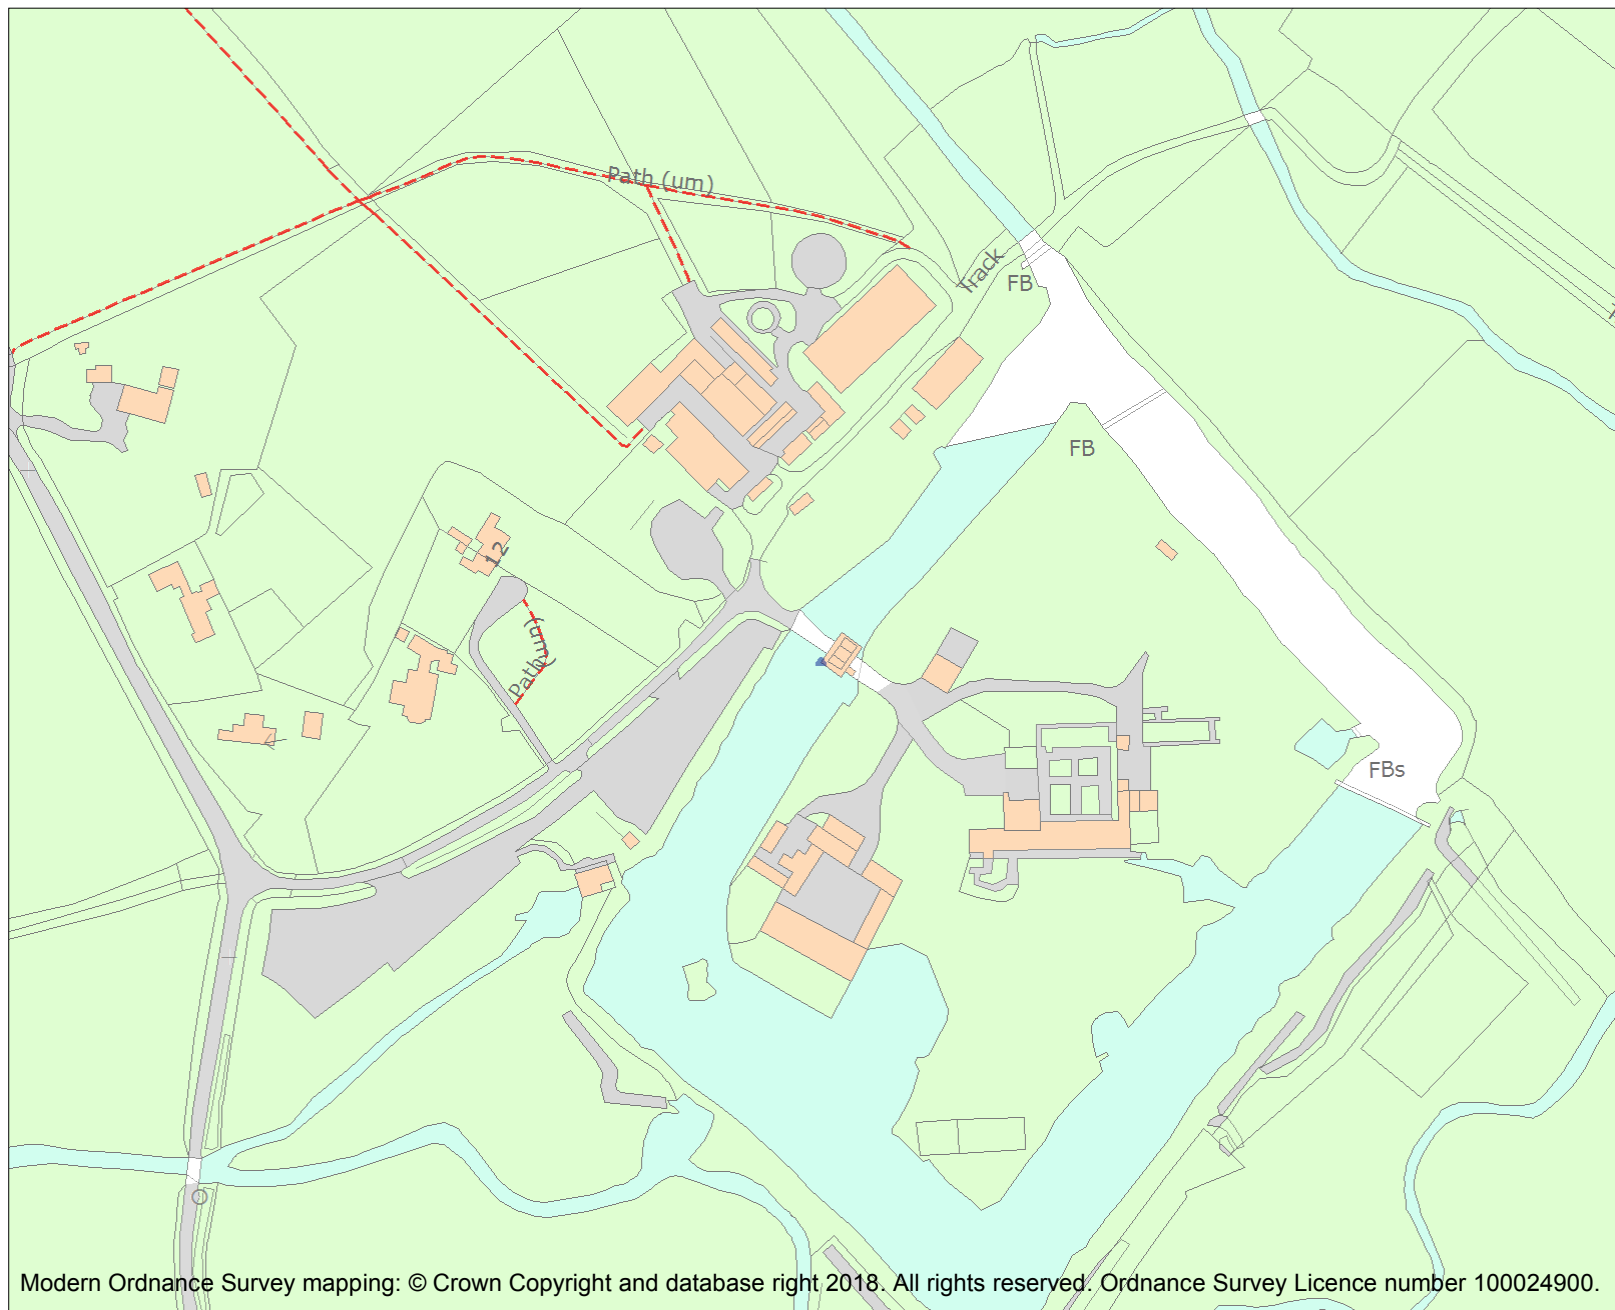 Path (um)
Track
FB
FB
12
Path (um)
FBs
Modern Ordnance Survey mapping: © Crown Copyright and database right 2018. All rights reserved. Ordnance Survey Licence number 100024900.